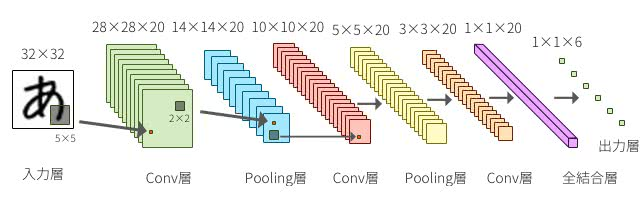 28×28×20
14×14×20
10×10×20
5×5×20
3×3×20
1×1×20
1×1×6
32×32
あ
5×5
2×2
出力層
入力層
Conv層
Pooling層
Conv層
Pooling層
Conv層
全結合層